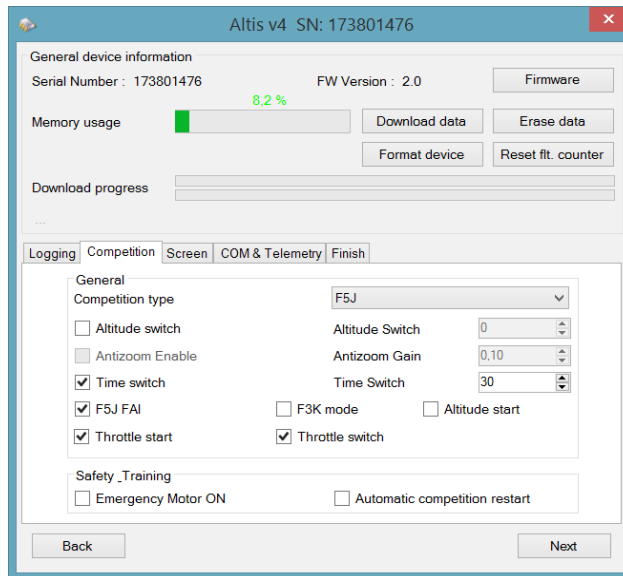 Altis v4 SN: 173801476
General device information
Serial Number : 173801476 FW Version : 2.0 Firmware
8,2 %
Memory usage Download data Erase data
Format device Reset flt. counter
Download progress
...
Logging Competition Screen COM & Telemetry Finish
General
Competition type F5J
Altitude switch Altitude Switch 0
Antizoom Enable Antizoom Gain 0,10
Time switch Time Switch 30
F5J FAI F3K mode Altitude start
Throttle start Throttle switch
Safety _Training
Emergency Motor ON Automatic competition restart
Back Next